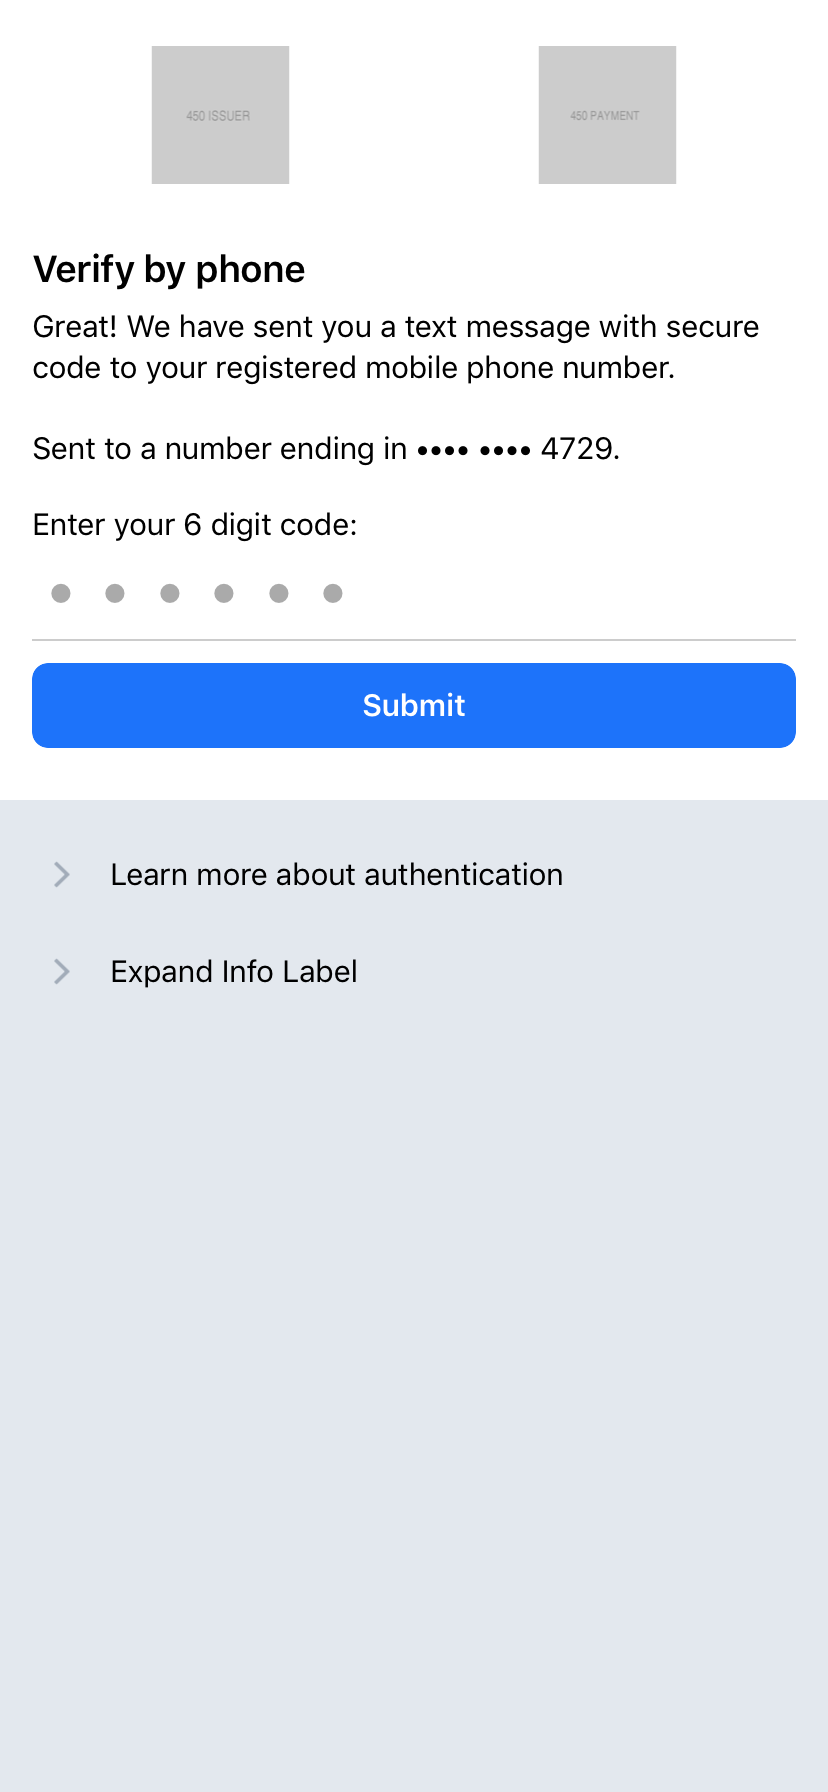 450 ISSUER
450 PAYMENT
Verify by phone
Great! We have sent you a text message with secure
code to your registered mobile phone number.
Sent to a number ending in •••• •••• 4729.
Enter your 6 digit code:
Submit
Learn more about authentication
Expand Info Label